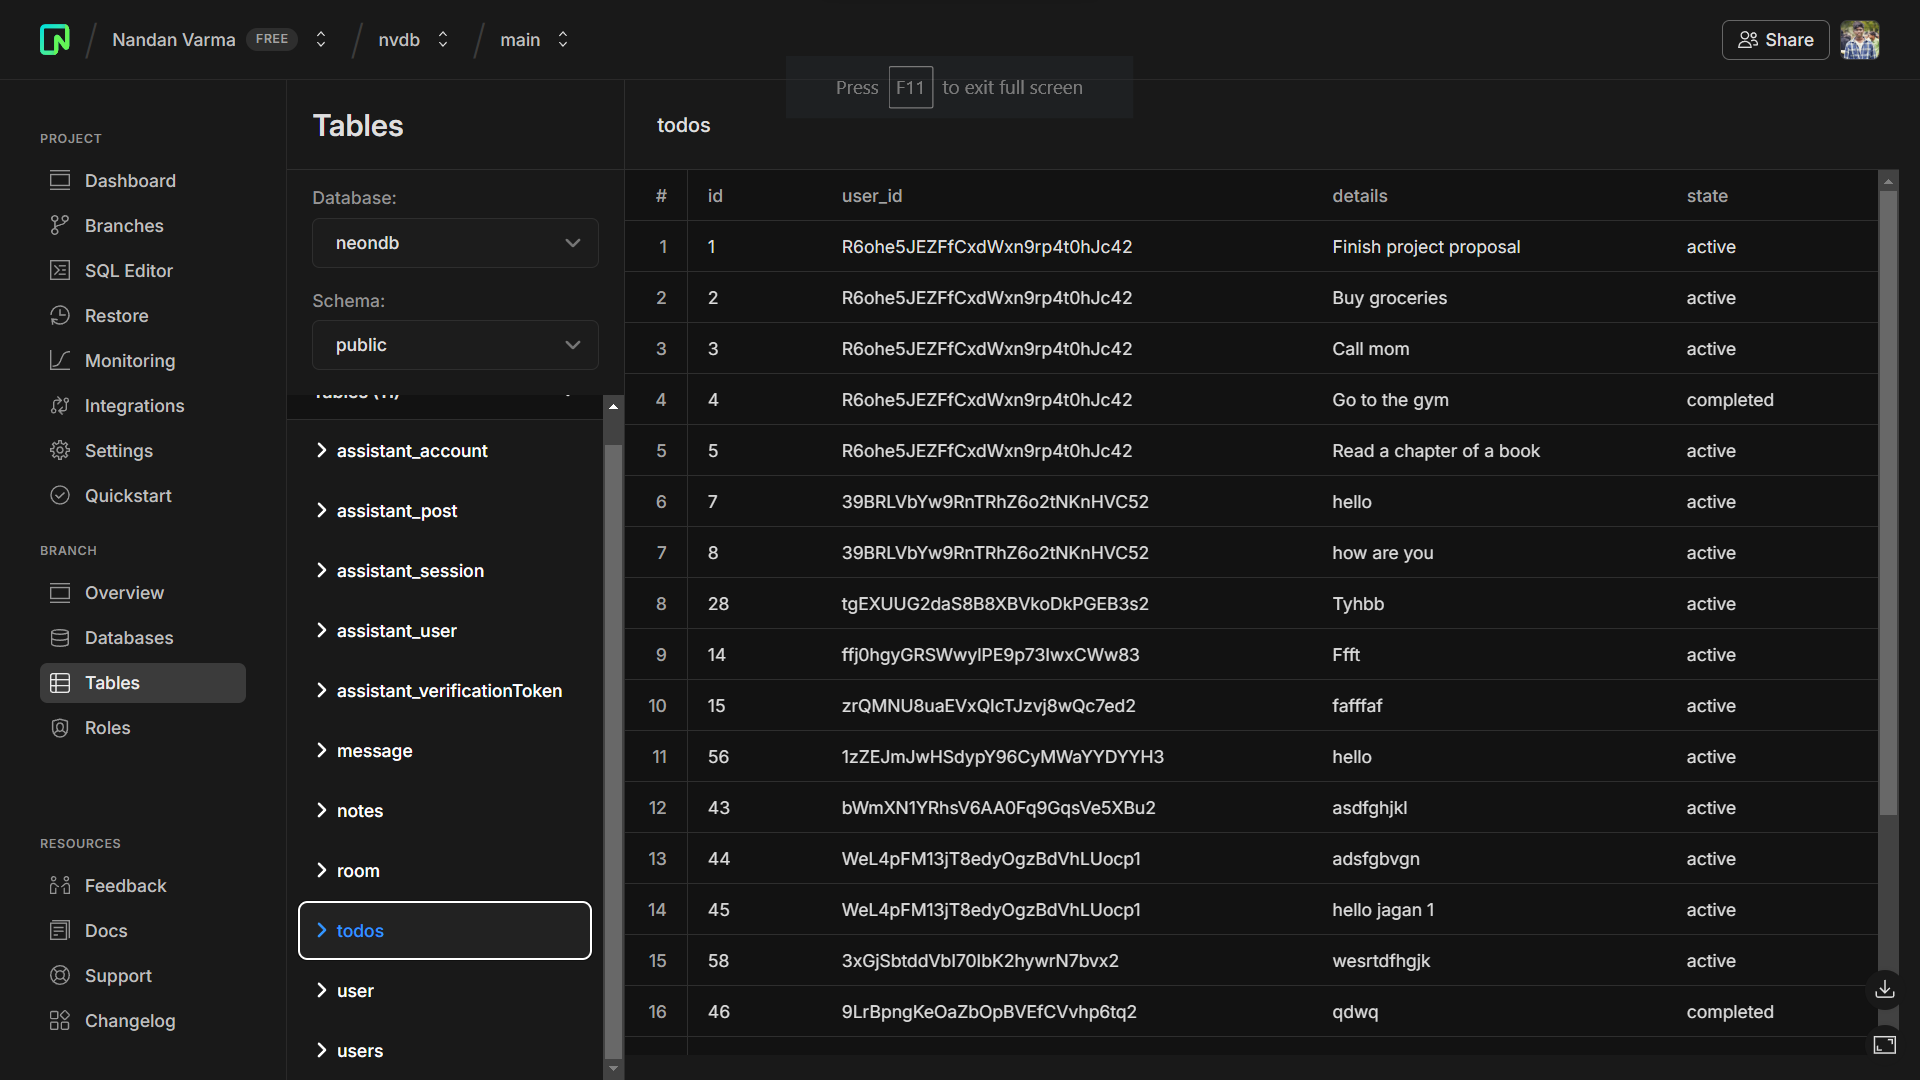 Nandan Varma FREE
nvdb
main
Share
Press F11 to exit full screen
PROJECT
Dashboard
Branches
SQL Editor
Restore
Monitoring
Integrations
Settings
Quickstart
BRANCH
Overview
Databases
Tables
Roles
RESOURCES
Feedback
Docs
Support
Changelog
Tables
Database:
neondb
Schema:
public
Tables (11)
assistant_account
assistant_post
assistant_session
assistant_user
assistant_verificationToken
message
notes
room
todos
user
users
todos
# id user_id details state
1 1 R6ohe5JEZFfCxdWxn9rp4t0hJc42 Finish project proposal active
2 2 R6ohe5JEZFfCxdWxn9rp4t0hJc42 Buy groceries active
3 3 R6ohe5JEZFfCxdWxn9rp4t0hJc42 Call mom active
4 4 R6ohe5JEZFfCxdWxn9rp4t0hJc42 Go to the gym completed
5 5 R6ohe5JEZFfCxdWxn9rp4t0hJc42 Read a chapter of a book active
6 7 39BRLVbYw9RnTRhZ6o2tNKnHVC52 hello active
7 8 39BRLVbYw9RnTRhZ6o2tNKnHVC52 how are you active
8 28 tgEXUUG2daS8B8XBVkoDkPGEB3s2 Tyhbb active
9 14 ffj0hgyGRSWwylPE9p73IwxCWw83 Ffft active
10 15 zrQMNU8uaEVxQIcTJzvj8wQc7ed2 fafffaf active
11 56 1zZEJmJwHSdypY96CyMWaYYDYYH3 hello active
12 43 bWmXN1YRhsV6AA0Fq9GqsVe5XBu2 asdfghjkl active
13 44 WeL4pFM13jT8edyOgzBdVhLUocp1 adsfgbvgn active
14 45 WeL4pFM13jT8edyOgzBdVhLUocp1 hello jagan 1 active
15 58 3xGjSbtddVbI70IbK2hywrN7bvx2 wesrtdfhgjk active
16 46 9LrBpngKeOaZbOpBVEfCVvhp6tq2 qdwq completed